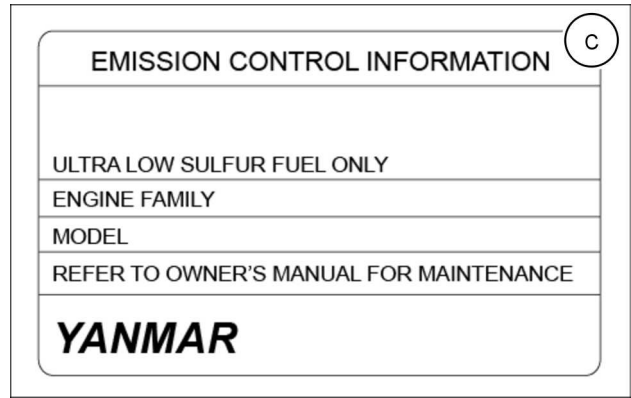 C
EMISSION CONTROL INFORMATION
ULTRA LOW SULFUR FUEL ONLY
ENGINE FAMILY
MODEL
REFER TO OWNER'S MANUAL FOR MAINTENANCE
YANMAR